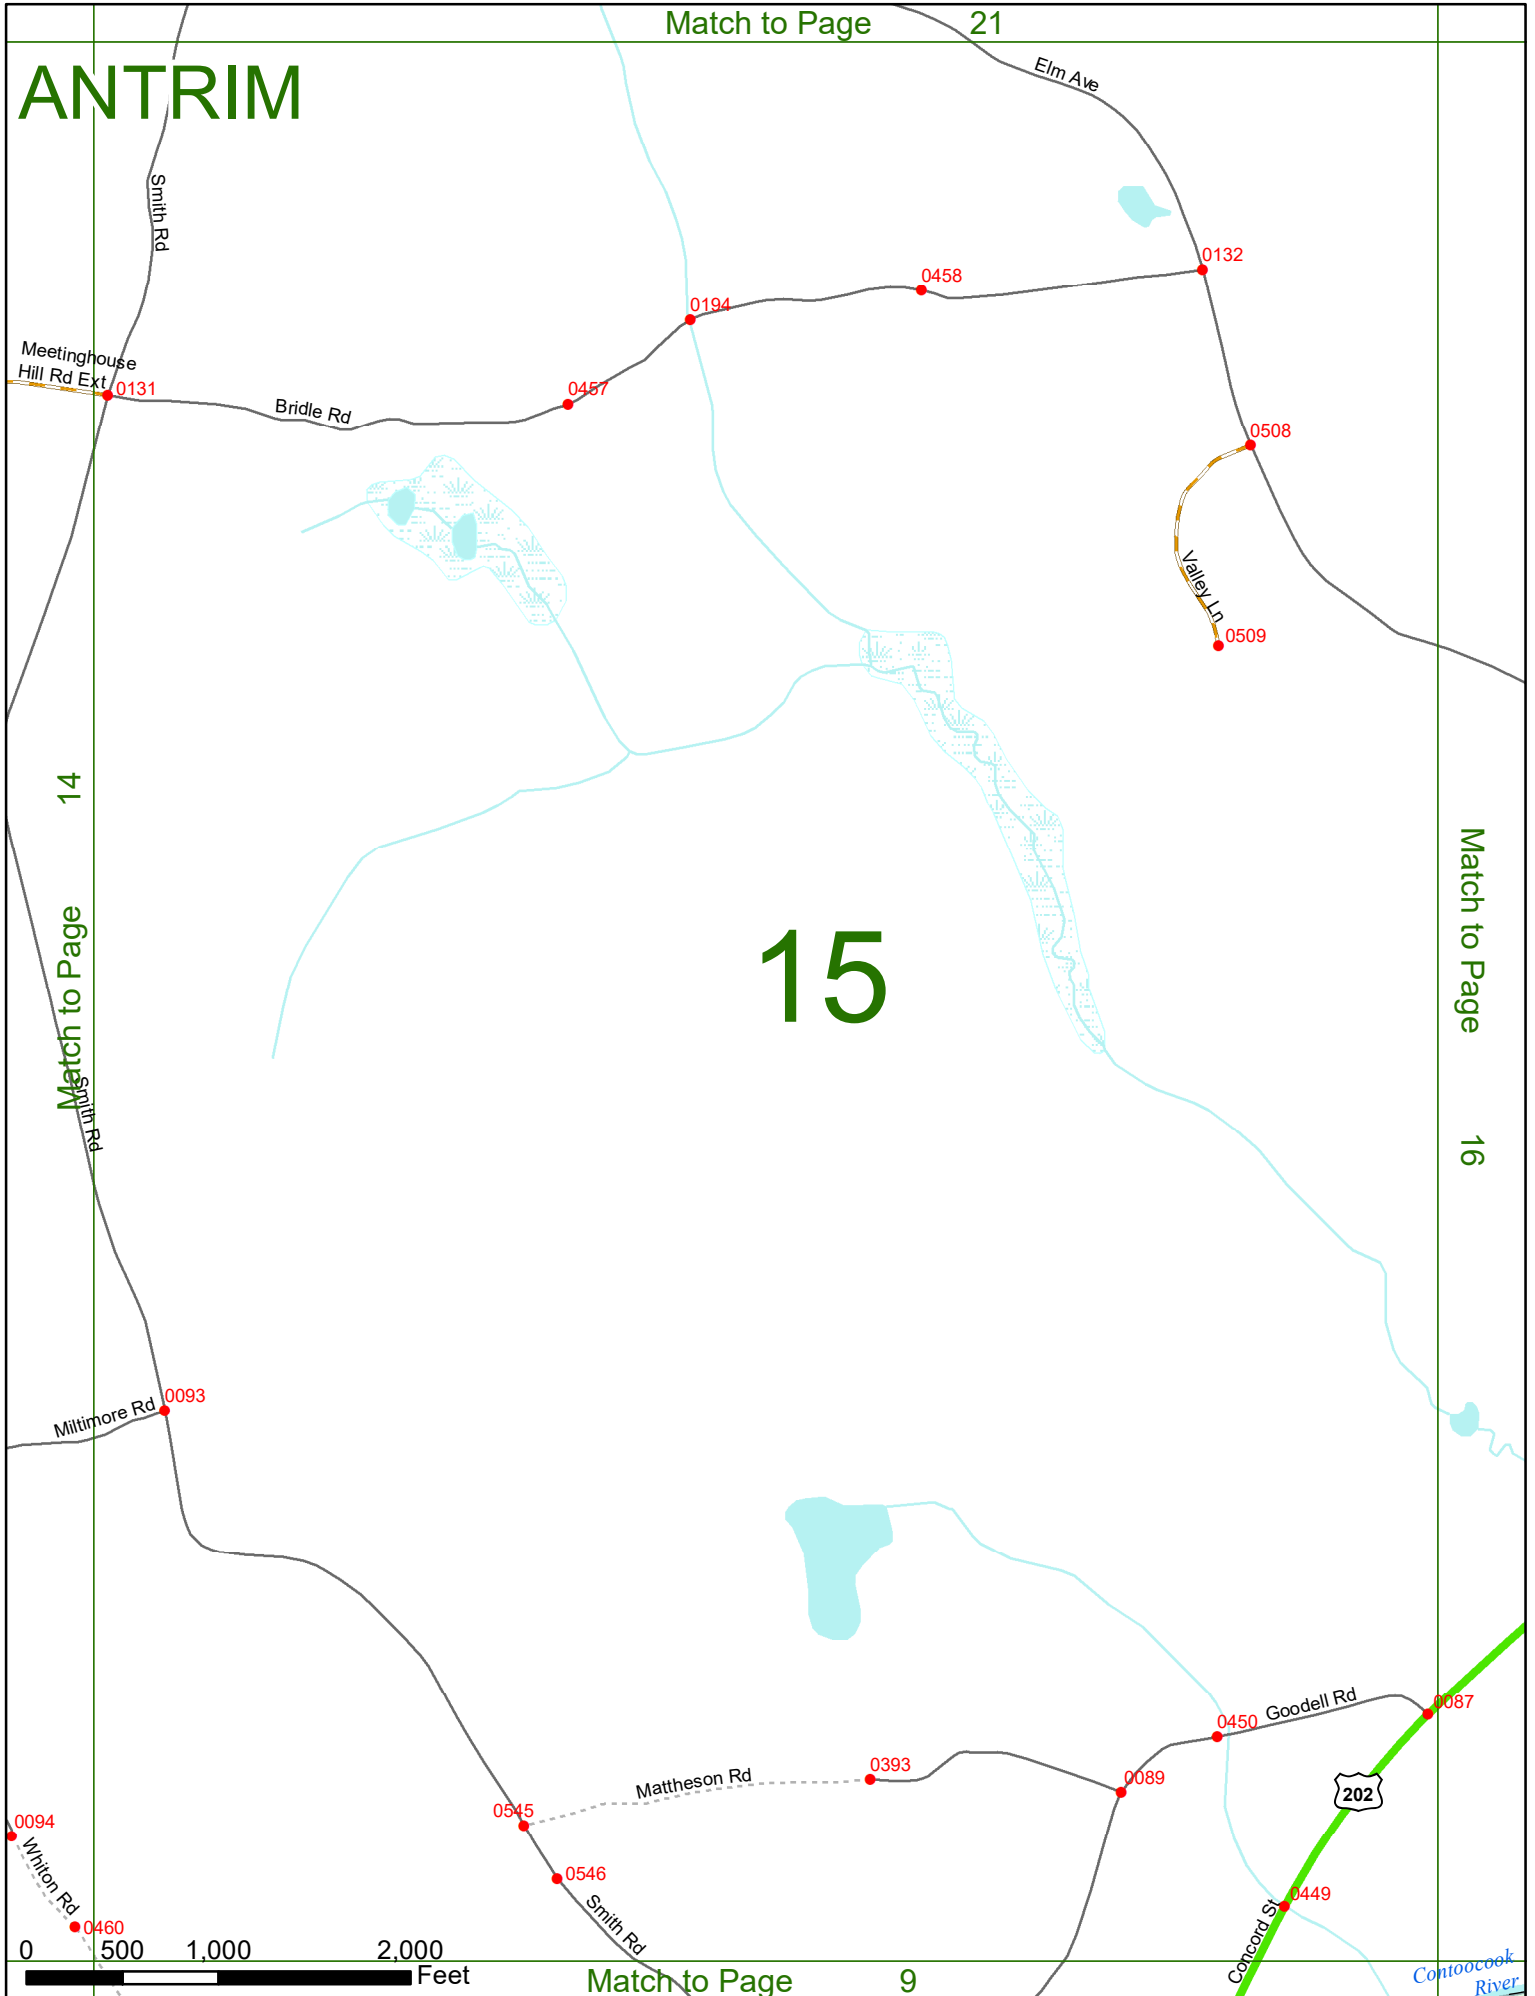 Match to Page 21
ANTRIM
Elm Ave
Smith Rd
0132
0458
0194
Meetinghouse
Hill Rd Ext
0131
0457
Bridle Rd
0508
Valley Ln
0509
Match to Page 14
Match to Page 16
15
Smith Rd
0093
Miltimore Rd
0087
Goodell Rd
0450
0393
Mattheson Rd
0089
202
0545
0094
Whiton Rd
0546
0449
Smith Rd
0460
Concord St
0 500 1,000 2,000
Feet
Match to Page 9
Contoocook
River